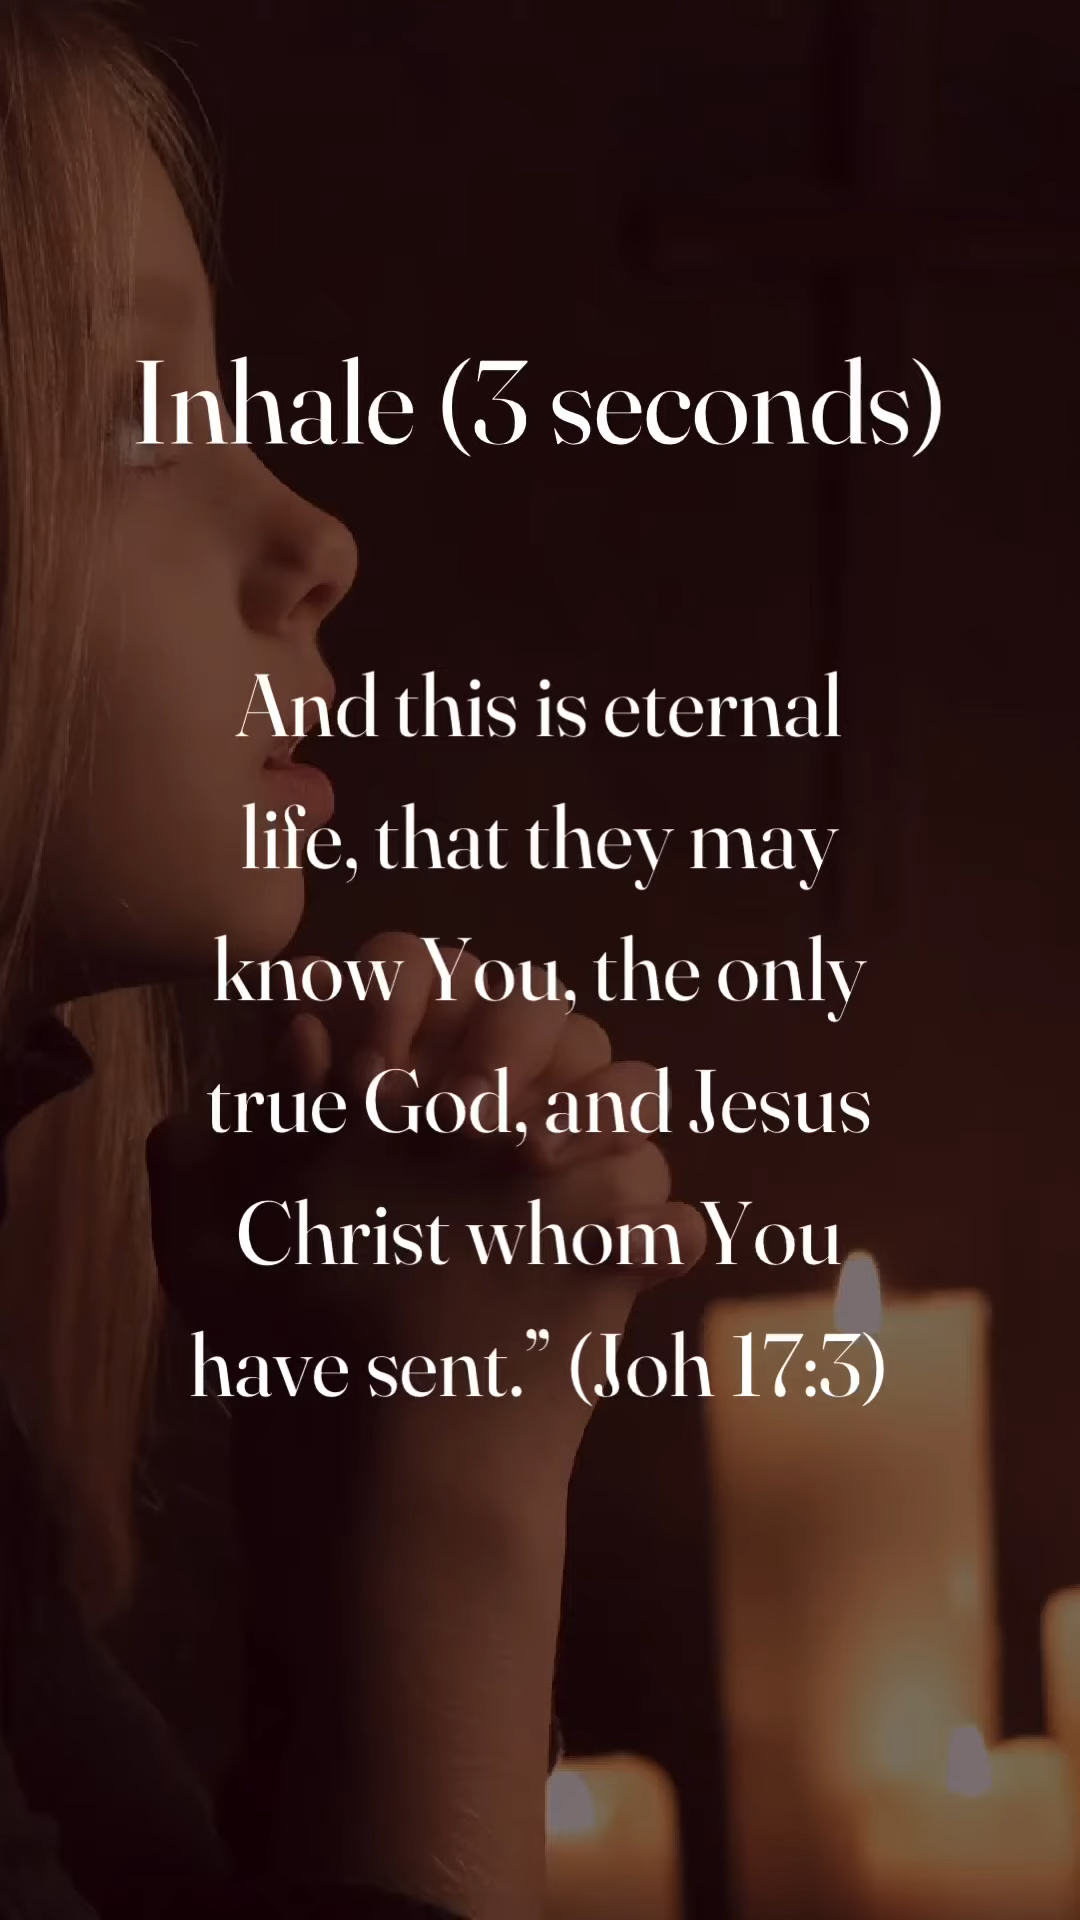 Inhale (3 seconds)
And this is eternal
life, that they may
know You, the only
true God, and Jesus
Christ whom You
have sent.” (Joh 17:3)